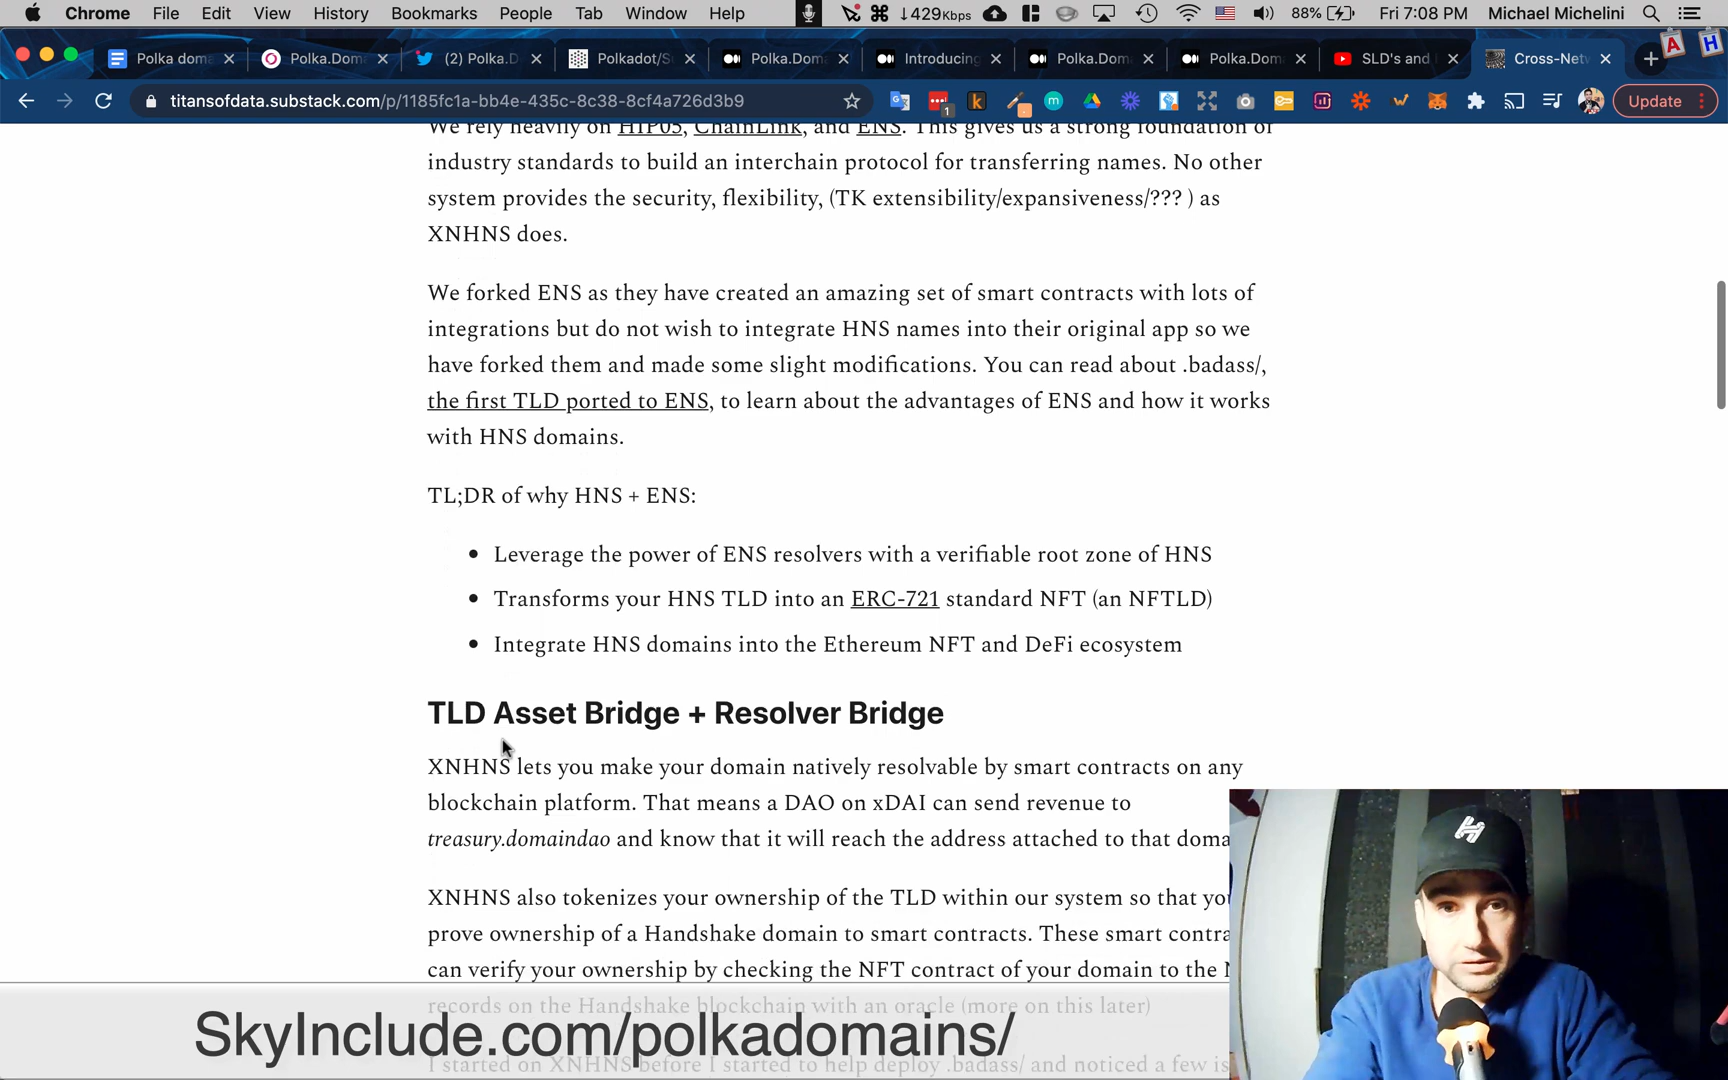 Chrome File Edit View History Bookmarks People Tab Window Help ↓429Kbps 88% Fri 7:08 PM Michael Michelini
Polka dom Polka.Dom (2) Polka.D Polkadot/S Polka.Dom Introducing Polka.Dom Polka.Dom SLD's and Cross-Netw
titansofdata.substack.com/p/1185fc1a-bb4e-435c-8c38-8cf4a726d3b9 Update
We rely heavily on HIP05, ChainLink, and ENS. This gives us a strong foundation of
industry standards to build an interchain protocol for transferring names. No other
system provides the security, flexibility, (TK extensibility/expansiveness/??? ) as
XNHNS does.
We forked ENS as they have created an amazing set of smart contracts with lots of
integrations but do not wish to integrate HNS names into their original app so we
have forked them and made some slight modifications. You can read about .badass/,
the first TLD ported to ENS, to learn about the advantages of ENS and how it works
with HNS domains.
TL;DR of why HNS + ENS:
• Leverage the power of ENS resolvers with a verifiable root zone of HNS
• Transforms your HNS TLD into an ERC-721 standard NFT (an NFTLD)
• Integrate HNS domains into the Ethereum NFT and DeFi ecosystem
TLD Asset Bridge + Resolver Bridge
XNHNS lets you make your domain natively resolvable by smart contracts on any
blockchain platform. That means a DAO on xDAI can send revenue to
treasury.domaindao and know that it will reach the address attached to that doma
XNHNS also tokenizes your ownership of the TLD within our system so that yo
prove ownership of a Handshake domain to smart contracts. These smart contra
can verify your ownership by checking the NFT contract of your domain to the
records on the Handshake blockchain with an oracle (more on this later)
SkyInclude.com/polkadomains/
I started on XNHNS before I started to help deploy .badass/ and noticed a few is